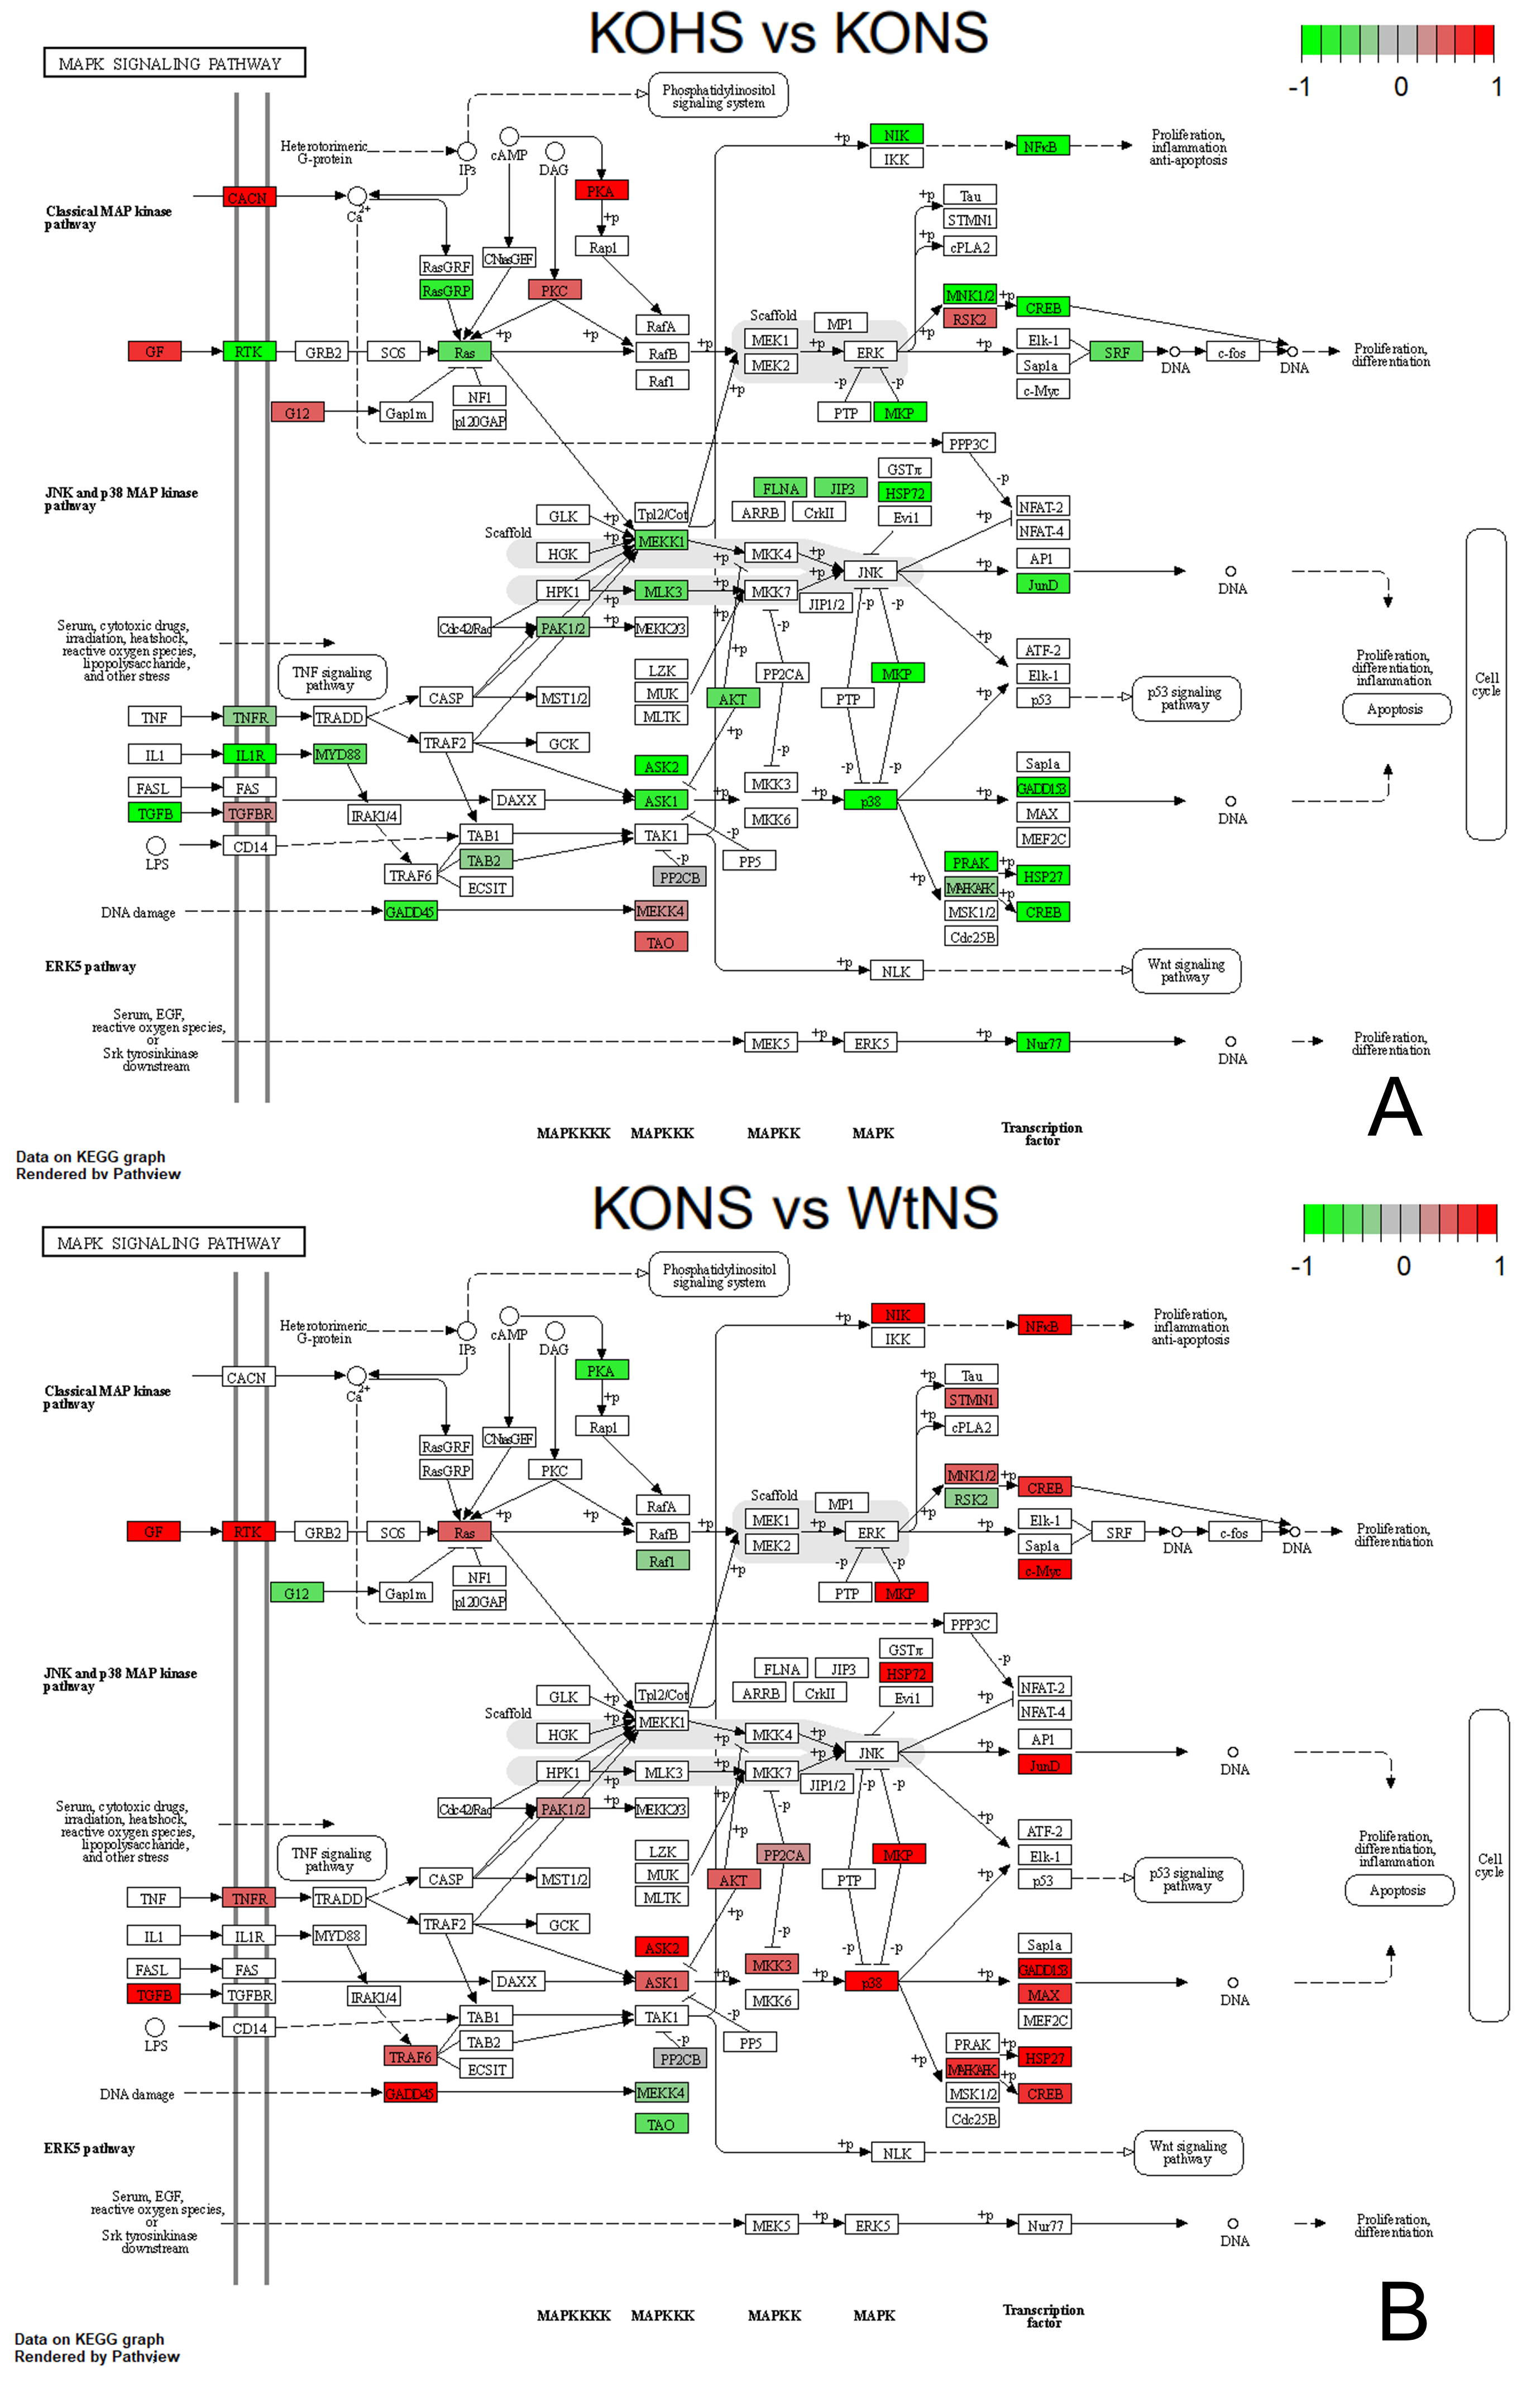 KOHS vs KONS
-1 0 1
MAPK SIGNALING PATHWAY
Phosphatidylinositol
signaling system
Heterotorimeric
G-protein
IP3
cAMP
DAG
+p
NIK
IKK
NFκB
Proliferation,
inflammation
anti-apoptosis
CACN
Ca2+
PKA
+p
Rap1
Classical MAP kinase
pathway
+p
Tau
STMN1
+p
cPLA2
RasGRF
RasGRP
CNrasGEF
PKC
Scaffold
MP1
MNK1/2
+p
RSK2
CREB
GF
RTK
GRB2
SOS
Ras
+p
+p
RafA
RafB
Raf1
+p
MEK1
MEK2
+p
ERK
+p
+p
Elk-1
Sap1a
c-Myc
SRF
DNA
c-fos
DNA
Proliferation,
differentiation
G12
Gap1m
NF1
p120GAP
+p
-p
-p
PTP
MKP
PPP3C
-p
JNK and p38 MAP kinase
pathway
GSTπ
FLNA
JIP3
HSP72
ARRB
CrkII
Evi1
NFAT-2
NFAT-4
+p
Scaffold
GLK
+p
Tpl2/Cot
HGK
+p
MEKK1
+p
MKK4
+p
JNK
+p
AP1
JunD
DNA
HPK1
+p
MLK3
+p
MKK7
+p
JIP1/2
-p
-p
Cdc42/Rac
PAK1/2
+p
MEKK2/3
+p
-p
+p
Serum, cytotoxic drugs,
irradiation, heatshock,
reactive oxygen species,
lipopolysaccharide,
and other stress
TNF signaling
pathway
CASP
MST1/2
LZK
MUK
MLTK
+p
PP2CA
AKT
+p
PTP
MKP
ATF-2
Elk-1
p53
+p
p53 signaling
pathway
Proliferation,
differentiation,
inflammation
Apoptosis
Cell
cycle
TNF
TNFR
TRADD
TRAF2
GCK
IL1
IL1R
MYD88
ASK2
-p
-p
-p
Sap1a
GADD153
MAX
MEF2C
FASL
FAS
DAXX
ASK1
+p
MKK3
MKK6
+p
p38
+p
DNA
TGFB
TGFBR
IRAK1/4
LPS
CD14
TAB1
TAB2
ECSIT
TAK1
-p
-p
PP5
PP2CB
TRAF6
+p
PRAK
+p
MAPKAPK
+p
HSP27
MSK1/2
CREB
Cdc25B
DNA damage
GADD45
MEKK4
TAO
ERK5 pathway
+p
NLK
Wnt signaling
pathway
Serum, EGF,
reactive oxygen species,
or
Srk tyrosinkinase
downstream
MEK5
+p
ERK5
+p
Nur77
DNA
Proliferation,
differentiation
MAPKKKK
MAPKKK
MAPKK
MAPK
Transcription
factor
A
Data on KEGG graph
Rendered by Pathview
KONS vs WtNS
-1 0 1
MAPK SIGNALING PATHWAY
Phosphatidylinositol
signaling system
Heterotorimeric
G-protein
IP3
cAMP
DAG
+p
NIK
IKK
NFκB
Proliferation,
inflammation
anti-apoptosis
CACN
Ca2+
PKA
+p
Rap1
Classical MAP kinase
pathway
+p
Tau
STMN1
+p
cPLA2
RasGRF
RasGRP
CNrasGEF
PKC
Scaffold
MP1
MNK1/2
+p
RSK2
CREB
GF
RTK
GRB2
SOS
Ras
+p
+p
RafA
RafB
Raf1
+p
MEK1
MEK2
+p
ERK
+p
+p
Elk-1
Sap1a
c-Myc
SRF
DNA
c-fos
DNA
Proliferation,
differentiation
G12
Gap1m
NF1
p120GAP
+p
-p
-p
PTP
MKP
PPP3C
-p
JNK and p38 MAP kinase
pathway
GSTπ
FLNA
JIP3
HSP72
ARRB
CrkII
Evi1
NFAT-2
NFAT-4
+p
Scaffold
GLK
+p
Tpl2/Cot
HGK
+p
MEKK1
+p
MKK4
+p
JNK
+p
AP1
JunD
DNA
HPK1
+p
MLK3
+p
MKK7
+p
JIP1/2
-p
-p
Cdc42/Rac
PAK1/2
+p
MEKK2/3
+p
-p
+p
Serum, cytotoxic drugs,
irradiation, heatshock,
reactive oxygen species,
lipopolysaccharide,
and other stress
TNF signaling
pathway
CASP
MST1/2
LZK
MUK
MLTK
+p
PP2CA
AKT
+p
PTP
MKP
ATF-2
Elk-1
p53
+p
p53 signaling
pathway
Proliferation,
differentiation,
inflammation
Apoptosis
Cell
cycle
TNF
TNFR
TRADD
TRAF2
GCK
IL1
IL1R
MYD88
ASK2
-p
-p
-p
Sap1a
GADD153
MAX
MEF2C
FASL
FAS
DAXX
ASK1
+p
MKK3
MKK6
+p
p38
+p
DNA
TGFB
TGFBR
IRAK1/4
LPS
CD14
TAB1
TAB2
ECSIT
TAK1
-p
-p
PP5
PP2CB
TRAF6
+p
PRAK
+p
MAPKAPK
+p
HSP27
MSK1/2
CREB
Cdc25B
DNA damage
GADD45
MEKK4
TAO
ERK5 pathway
+p
NLK
Wnt signaling
pathway
Serum, EGF,
reactive oxygen species,
or
Srk tyrosinkinase
downstream
MEK5
+p
ERK5
+p
Nur77
DNA
Proliferation,
differentiation
MAPKKKK
MAPKKK
MAPKK
MAPK
Transcription
factor
B
Data on KEGG graph
Rendered by Pathview